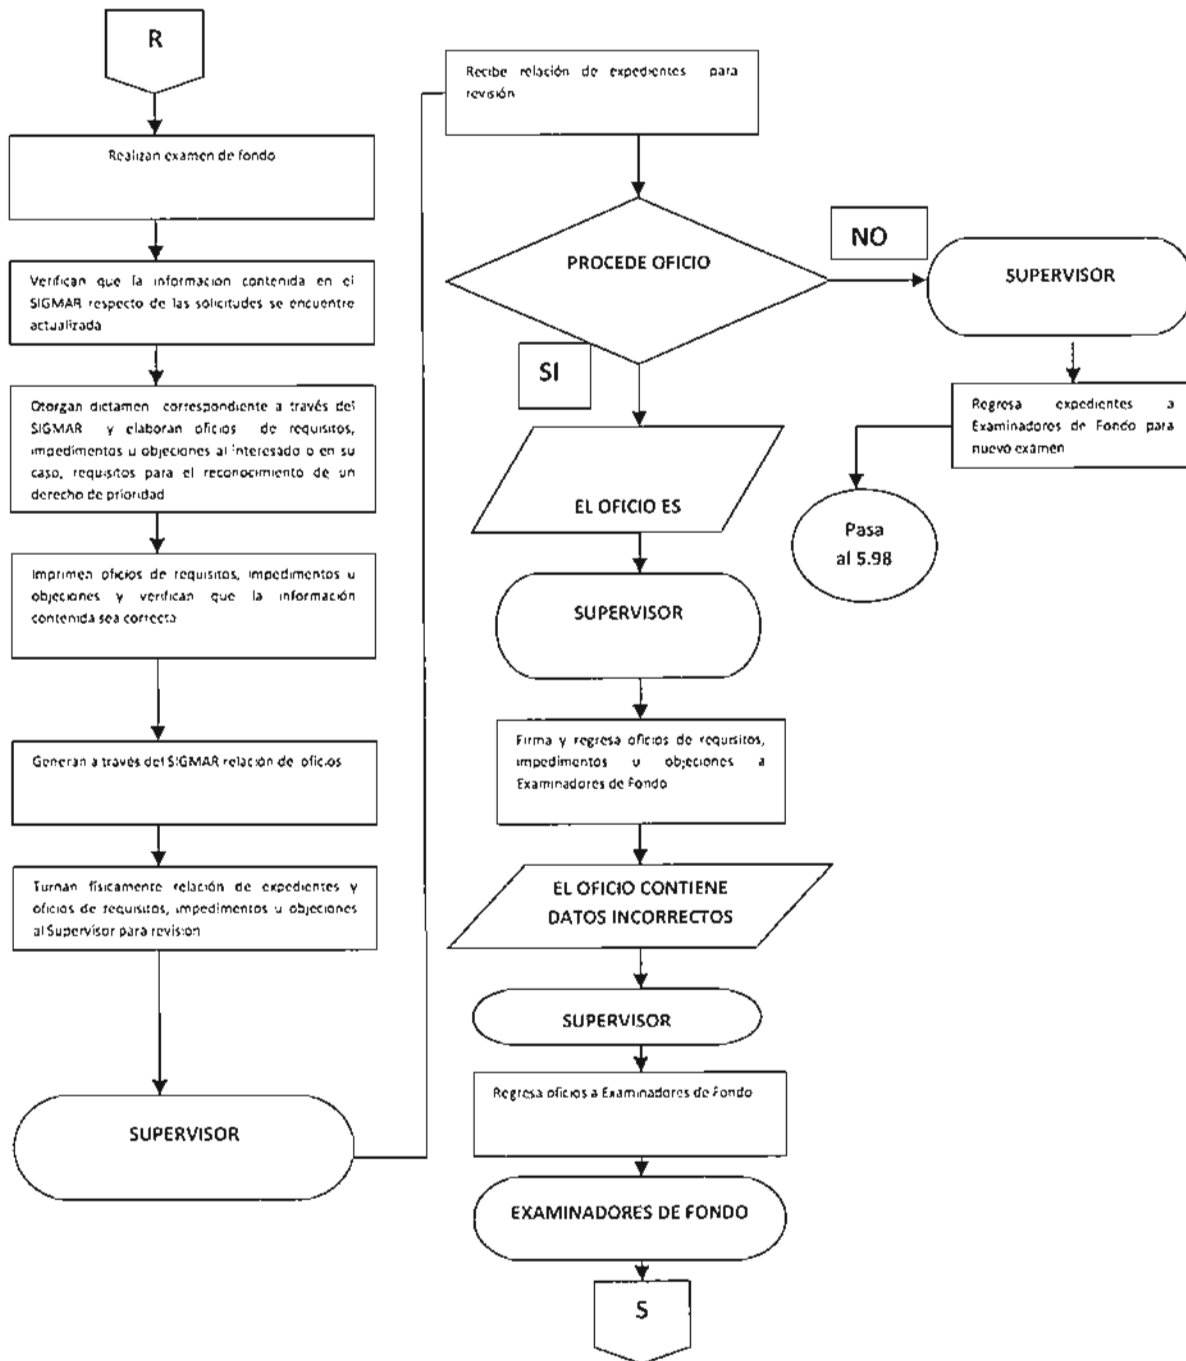 R
Realizan examen de fondo
Verifican que la informacion contenida en el
SIGMAR respecto de las solicitudes se encuentre
actualizada
Otorgan dictamen correspondiente a través del
SIGMAR y elaboran oficios de requisitos,
impedimentos u objeciones al interesado o en su
caso, requisitos para el reconocimiento de un
derecho de prioridad
Imprimen oficios de requisitos, impedimentos u
objeciones y verifican que la información
contenida sea correcta
Generan a través del SIGMAR relación de oficios
Turnan físicamente relación de expedientes y
oficios de requisitos, impedimentos u objeciones
al Supervisor para revisión
SUPERVISOR
Recibe relación de expedientes para
revisión
PROCEDE OFICIO
NO
SUPERVISOR
Regresa expedientes a
Examinadores de Fondo para
nuevo examen
Pasa
al 5.98
SI
EL OFICIO ES
SUPERVISOR
Firma y regresa oficios de requisitos,
impedimentos u objeciones a
Examinadores de Fondo
EL OFICIO CONTIENE
DATOS INCORRECTOS
SUPERVISOR
Regresa oficios a Examinadores de Fondo
EXAMINADORES DE FONDO
S